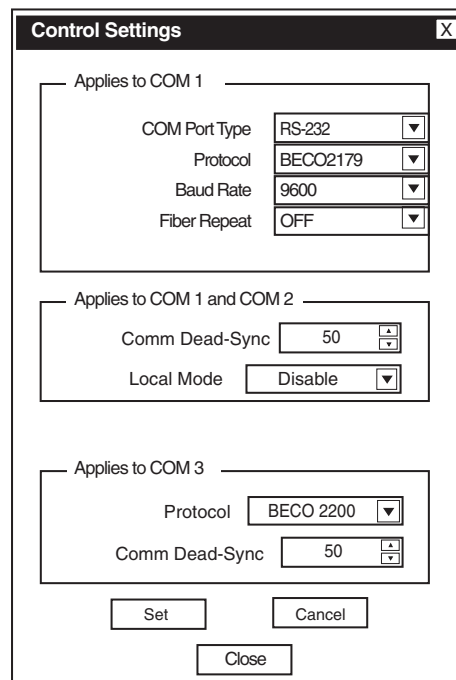 Control Settings X
Applies to COM 1
COM Port Type RS-232
Protocol BECO2179
Baud Rate 9600
Fiber Repeat OFF
Applies to COM 1 and COM 2
Comm Dead-Sync 50
Local Mode Disable
Applies to COM 3
Protocol BECO 2200
Comm Dead-Sync 50
Set Cancel
Close